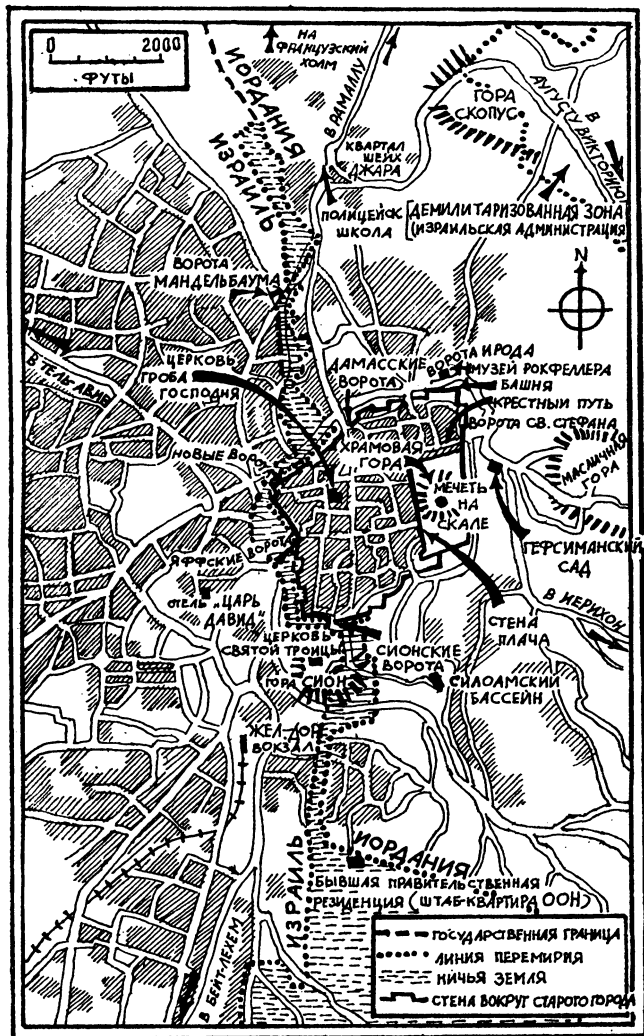 0 2000
ФУТЫ
НА
ФРАНЦУЗСКИЙ
ХОЛМ
ИОРДАНИЯ
ИЗРАИЛЬ
В РАМАЛЛУ
ГОРА
СКОПУС
В
АУГУСТУ ВИКТОРИЮ
КВАРТАЛ
ШЕЙХ
ДЖАРА
ПОЛИЦЕЙСК
ШКОЛА
ДЕМИЛИТАРИЗОВАННАЯ ЗОНА
(ИЗРАИЛЬСКАЯ АДМИНИСТРАЦИЯ
N
ВОРОТА
МАНДЕЛЬБАУМА
В ТЕЛЬ-АВИВ
ЦЕРКОВЬ
ГРОБА
ГОСПОДНЯ
ДАМАССКИЕ
ВОРОТА
ВОРОТА ИРОДА
МУЗЕЙ РОКФЕЛЛЕРА
БАШНЯ
КРЕСТНЫЙ ПУТЬ
ВОРОТА СВ. СТЕФАНА
НОВЫЕ ВОРОТ
ХРАМОВАЯ
ГОРА
МЕЧЕТЬ
НА
СКАЛЕ
МАСЛИЧНАЯ
ГОРА
ЯФФСКИЕ ВОРОТА
ГЕФСИМАНСКИЙ
САД
ОТЕЛЬ „ЦАРЬ
ДАВИД"
СТЕНА
ПЛАЧА
В ИЕРИХОН
ЦЕРКОВЬ
СВЯТОЙ ТРОИЦЫ
СИОНСКИЕ
ВОРОТА
ГОРА СИОН
СИЛОАМСКИЙ
БАССЕЙН
ЖЕЛ-ДОР
ВОКЗАЛ
ИЗРАИЛЬ
ИОРДАНИЯ
БЫВШАЯ ПРАВИТЕЛЬСТВЕННАЯ
РЕЗИДЕНЦИЯ (ШТАБ-КВАРТИРА ООН)
В БЕЙТ-ЛЕХЕМ
ГОСУДАРСТВЕННАЯ ГРАНИЦА
ЛИНИЯ ПЕРЕМИРИЯ
НИЧЬЯ ЗЕМЛЯ
СТЕНА ВОКРУГ СТАРОГО ГОРОДА